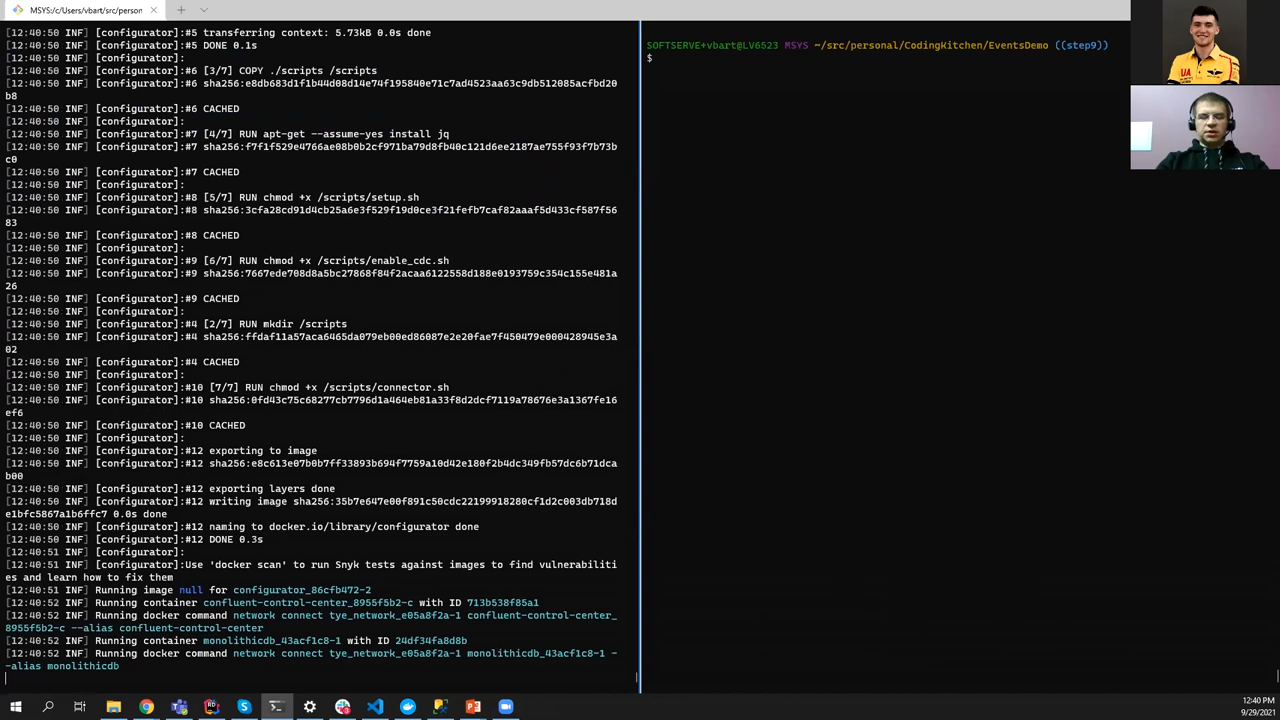 MSYS:/c/Users/vbart/src/person
[12:40:50 INF] [configurator]:#5 transferring context: 5.73kB 0.0s done
[12:40:50 INF] [configurator]:#5 DONE 0.1s
[12:40:50 INF] [configurator]:
[12:40:50 INF] [configurator]:#6 [3/7] COPY ./scripts /scripts
[12:40:50 INF] [configurator]:#6 sha256:e8db683d1f1b44d08d14e74f195840e71c7ad4523aa63c9db512085acfbd20
b8
[12:40:50 INF] [configurator]:#6 CACHED
[12:40:50 INF] [configurator]:
[12:40:50 INF] [configurator]:#7 [4/7] RUN apt-get --assume-yes install jq
[12:40:50 INF] [configurator]:#7 sha256:f7f1f529e4766ae08b0b2cf971ba79d8fb40c121d6ee2187ae755f93f7b73b
c0
[12:40:50 INF] [configurator]:#7 CACHED
[12:40:50 INF] [configurator]:
[12:40:50 INF] [configurator]:#8 [5/7] RUN chmod +x /scripts/setup.sh
[12:40:50 INF] [configurator]:#8 sha256:3cfa28cd91d4cb25a6e3f529f19d0ce3f21fefb7caf82aaaf5d433cf587f56
83
[12:40:50 INF] [configurator]:#8 CACHED
[12:40:50 INF] [configurator]:
[12:40:50 INF] [configurator]:#9 [6/7] RUN chmod +x /scripts/enable_cdc.sh
[12:40:50 INF] [configurator]:#9 sha256:7667ede708d8a5bc27868f84f2acaa6122558d188e0193759c354c155e481a
26
[12:40:50 INF] [configurator]:#9 CACHED
[12:40:50 INF] [configurator]:
[12:40:50 INF] [configurator]:#4 [2/7] RUN mkdir /scripts
[12:40:50 INF] [configurator]:#4 sha256:ffdaf11a57aca6465da079eb00ed86087e2e20fae7f450479e000428945e3a
02
[12:40:50 INF] [configurator]:#4 CACHED
[12:40:50 INF] [configurator]:
[12:40:50 INF] [configurator]:#10 [7/7] RUN chmod +x /scripts/connector.sh
[12:40:50 INF] [configurator]:#10 sha256:0fd43c75c68277cb7796d1a464eb81a33f8d2dcf7119a78676e3a1367fe16
ef6
[12:40:50 INF] [configurator]:#10 CACHED
[12:40:50 INF] [configurator]:
[12:40:50 INF] [configurator]:#12 exporting to image
[12:40:50 INF] [configurator]:#12 sha256:e8c613e07b0b7ff33893b694f7759a10d42e180f2b4dc349fb57dc6b71dca
b00
[12:40:50 INF] [configurator]:#12 exporting layers done
[12:40:50 INF] [configurator]:#12 writing image sha256:35b7e647e00f891c50cdc22199918280cf1d2c003db718d
e1bfc5867a1b6ffc7 0.0s done
[12:40:50 INF] [configurator]:#12 naming to docker.io/library/configurator done
[12:40:50 INF] [configurator]:#12 DONE 0.3s
[12:40:51 INF] [configurator]:
[12:40:51 INF] [configurator]:Use 'docker scan' to run Snyk tests against images to find vulnerabiliti
es and learn how to fix them
[12:40:51 INF] Running image null for configurator_86cfb472-2
[12:40:52 INF] Running container confluent-control-center_8955f5b2-c with ID 713b538f85a1
[12:40:52 INF] Running docker command network connect tye_network_e05a8f2a-1 confluent-control-center_
8955f5b2-c --alias confluent-control-center
[12:40:52 INF] Running container monolithicdb_43acf1c8-1 with ID 24df34fa8d8b
[12:40:52 INF] Running docker command network connect tye_network_e05a8f2a-1 monolithicdb_43acf1c8-1 -
-alias monolithicdb
SOFTSERVE+vbart@LV6523 MSYS ~/src/personal/CodingKitchen/EventsDemo ((step9))
$
UA
12:40 PM
9/29/2021